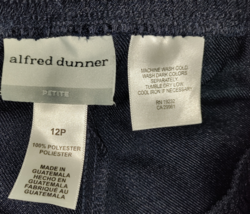 alfred dunner
PETITE
12P
100% POLYESTER
POLIESTER
MADE IN
GUATEMALA
HECHO EN
GUATEMALA
FABRIQUÉ AU
GUATEMALA
MACHINE WASH COLD
WASH DARK COLORS
SEPARATELY
TUMBLE DRY LOW
COOL IRON IF NECESSARY